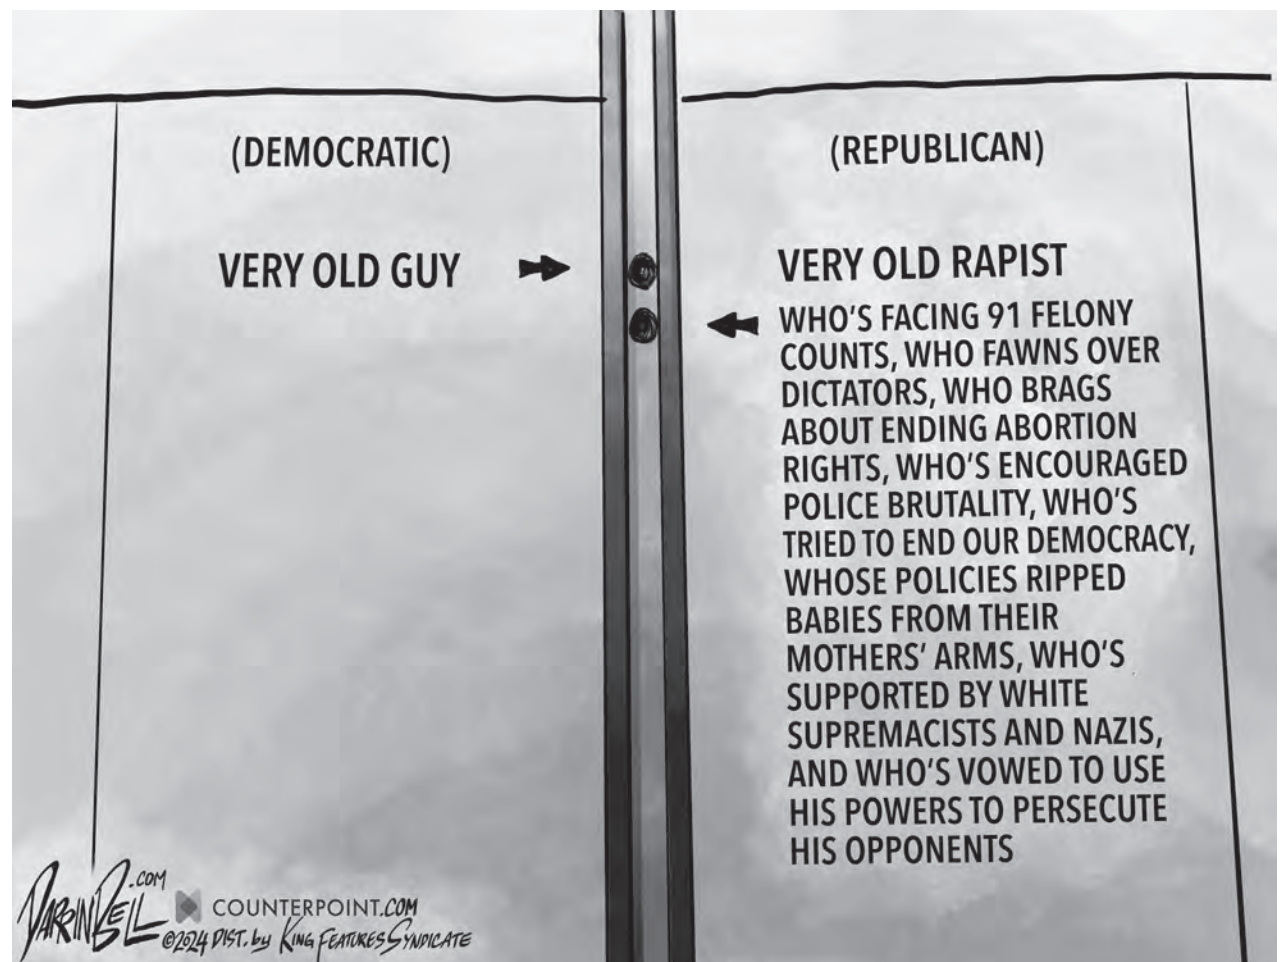 (DEMOCRATIC)
VERY OLD GUY
(REPUBLICAN)
VERY OLD RAPIST
WHO'S FACING 91 FELONY
COUNTS, WHO FAWNS OVER
DICTATORS, WHO BRAGS
ABOUT ENDING ABORTION
RIGHTS, WHO'S ENCOURAGED
POLICE BRUTALITY, WHO'S
TRIED TO END OUR DEMOCRACY,
WHOSE POLICIES RIPPED
BABIES FROM THEIR
MOTHERS' ARMS, WHO'S
SUPPORTED BY WHITE
SUPREMACISTS AND NAZIS,
AND WHO'S VOWED TO USE
HIS POWERS TO PERSECUTE
HIS OPPONENTS
DARRINBELL.COM
COUNTERPOINT.COM
©2024 DIST. by KING FEATURES SYNDICATE